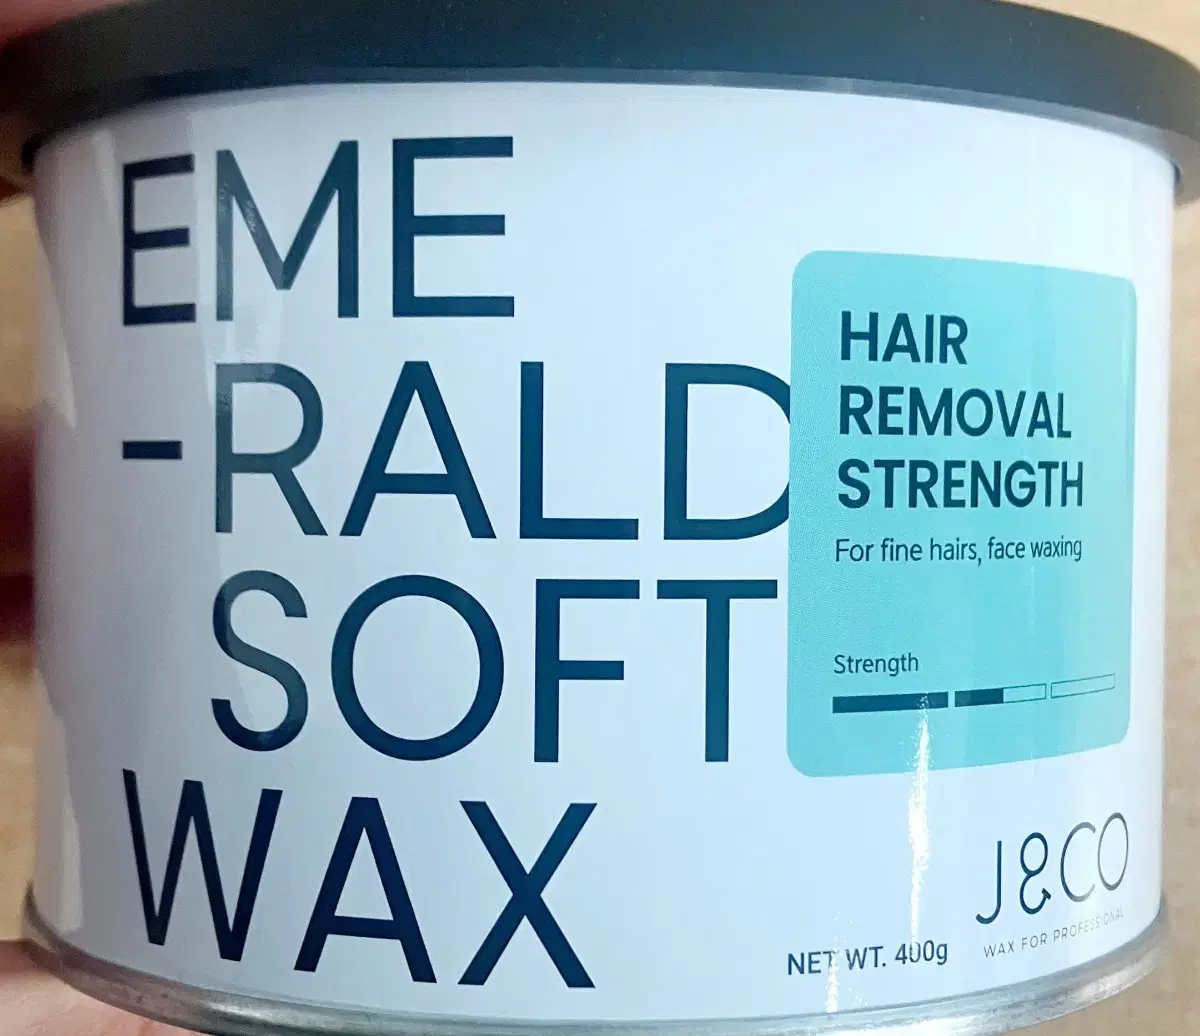 EME
-RALD
SOFT
WAX
HAIR
REMOVAL
STRENGTH
For fine hairs, face waxing
Strength
J&CO
WAX FOR PROFESSIONAL
NET WT. 400g